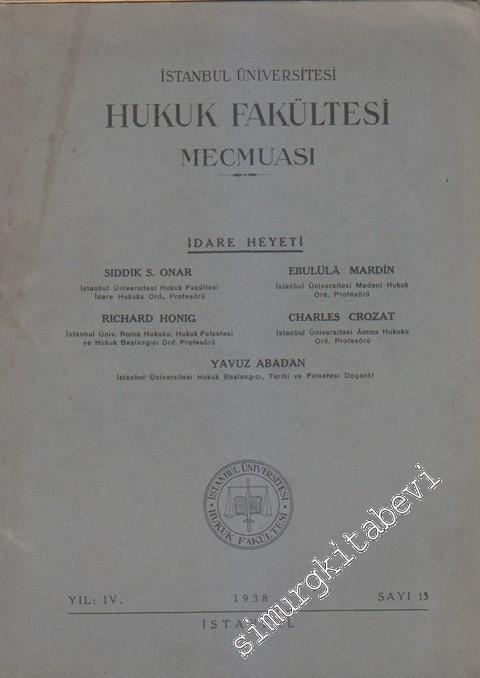 İSTANBUL ÜNİVERSİTESİ
HUKUK FAKÜLTESİ
MECMUASI
İDARE HEYETİ
SIDDIK S. ONAR
İstanbul Üniversitesi Hukuk Fakültesi
İdare Hukuku Ord. Profesörü
EBULÜLÂ MARDİN
İstanbul Üniversitesi Medenî Hukuk
Ord. Profesörü
RICHARD HONIG
İstanbul Üniv. Roma Hukuku, Hukuk Felsefesi
ve Hukuk Başlangıcı Ord. Profesörü
CHARLES CROZAT
İstanbul Üniversitesi Âmme Hukuku
Ord. Profesörü
YAVUZ ABADAN
İstanbul Üniversitesi Hukuk Başlangıcı, Tarihi ve Felsefesi Doçenti
İSTANBUL ÜNİVERSİTESİ
HUKUK FAKÜLTESİ
YIL: IV.
1938
SAYI 15
İSTANBUL
simurgkitabevi